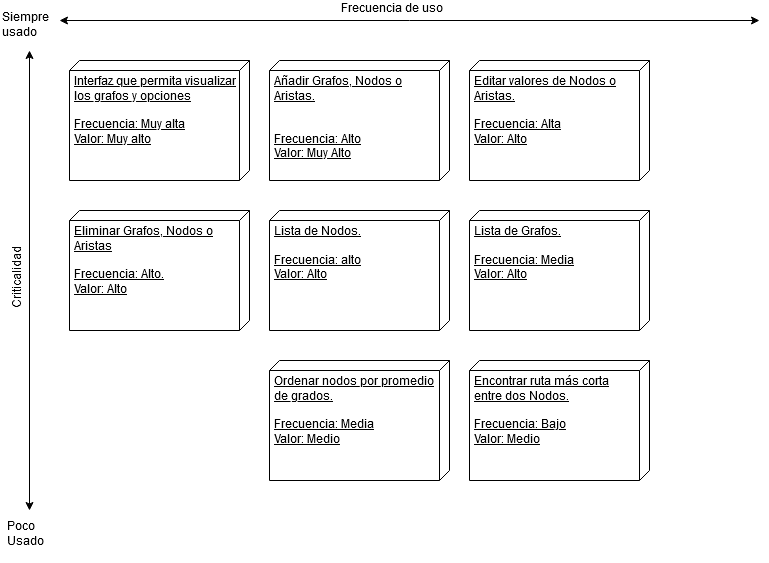 Frecuencia de uso
Siempre
usado
Interfaz que permita visualizar
los grafos y opciones
Frecuencia: Muy alta
Valor: Muy alto
Añadir Grafos, Nodos o
Aristas.
Frecuencia: Alto
Valor: Muy Alto
Editar valores de Nodos o
Aristas.
Frecuencia: Alta
Valor: Alto
Criticalidad
Eliminar Grafos, Nodos o
Aristas
Frecuencia: Alto.
Valor: Alto
Lista de Nodos.
Frecuencia: alto
Valor: Alto
Lista de Grafos.
Frecuencia: Media
Valor: Alto
Ordenar nodos por promedio
de grados.
Frecuencia: Media
Valor: Medio
Encontrar ruta más corta
entre dos Nodos.
Frecuencia: Bajo
Valor: Medio
Poco
Usado